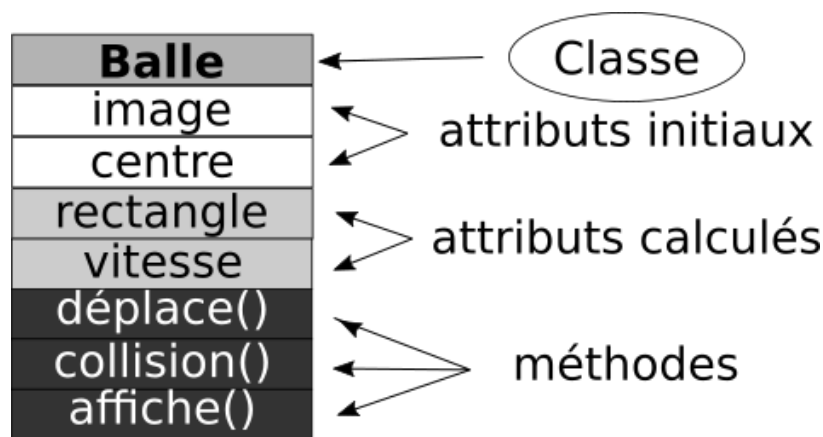 Balle
Classe
image
centre
attributs initiaux
rectangle
vitesse
attributs calculés
déplace()
collision()
affiche()
méthodes